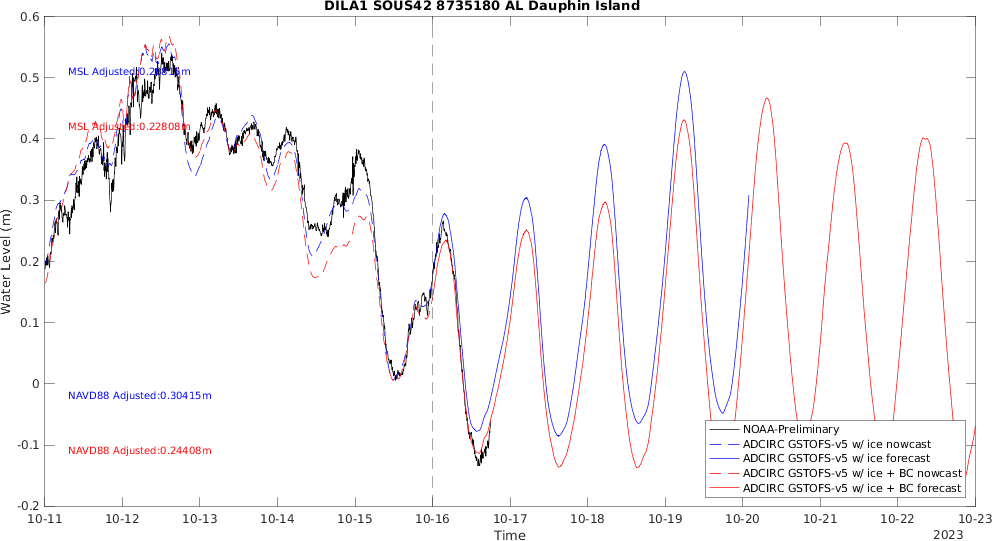 DILA1 SOUS42 8735180 AL Dauphin Island
0.6
0.5
0.4
0.3
0.2
0.1
0
-0.1
-0.2
Water Level (m)
MSL Adjusted:
MSL Adjusted:0.22808m
NAVD88 Adjusted:0.30415m
NAVD88 Adjusted:0.24408m
NOAA-Preliminary
ADCIRC GSTOFS-v5 w/ ice nowcast
ADCIRC GSTOFS-v5 w/ ice forecast
ADCIRC GSTOFS-v5 w/ ice + BC nowcast
ADCIRC GSTOFS-v5 w/ ice + BC forecast
10-11 10-12 10-13 10-14 10-15 10-16 10-17 10-18 10-19 10-20 10-21 10-22 10-23
Time
2023